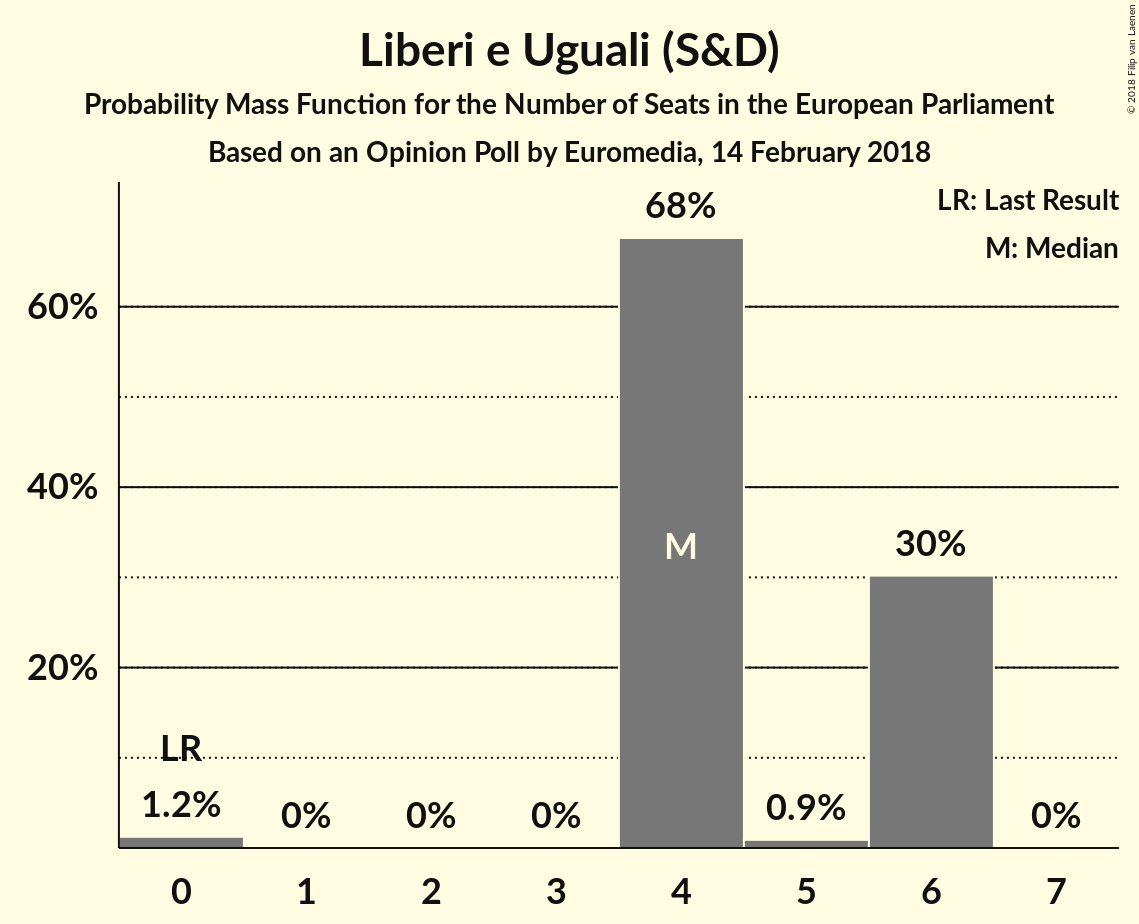 Liberi e Uguali (S&D)
Probability Mass Function for the Number of Seats in the European Parliament
Based on an Opinion Poll by Euromedia, 14 February 2018
© 2018 Filip van Laenen
LR: Last Result
M: Median
68%
60%
40%
M
30%
20%
LR
1.2%
0%
0%
0%
0.9%
0%
0 1 2 3 4 5 6 7